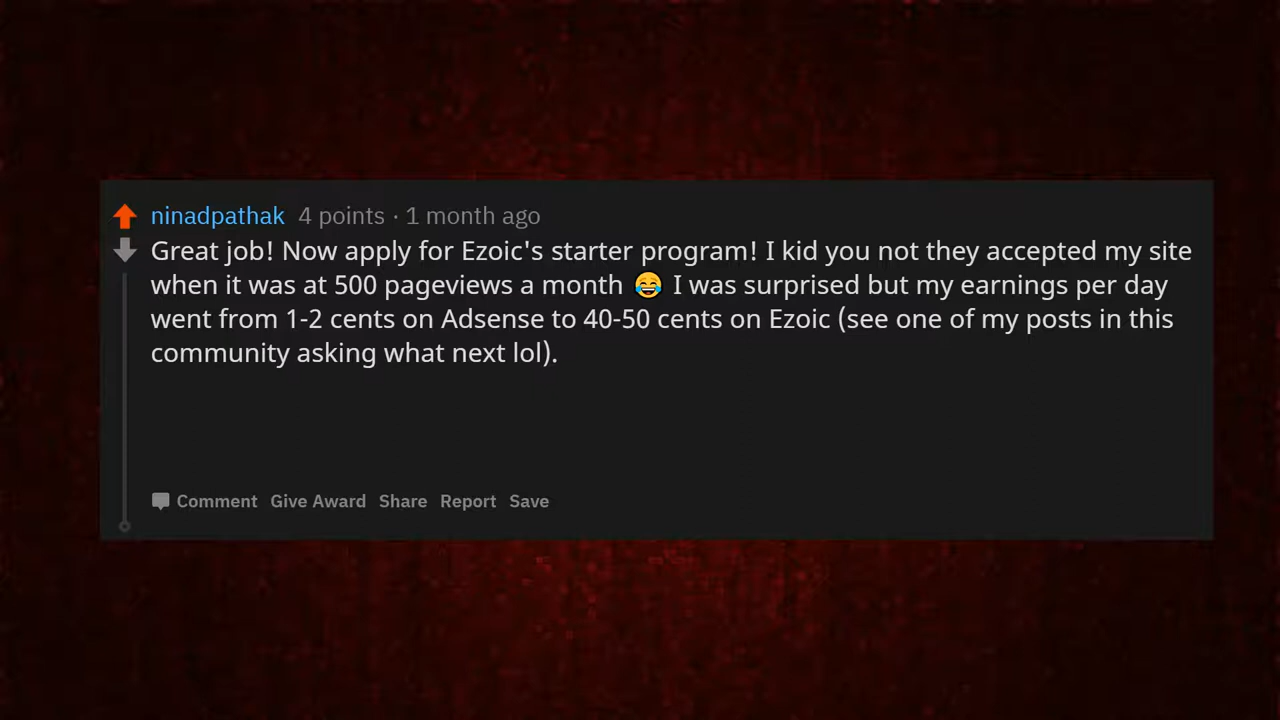 ninadpathak 4 points · 1 month ago
Great job! Now apply for Ezoic's starter program! I kid you not they accepted my site
when it was at 500 pageviews a month 😂 I was surprised but my earnings per day
went from 1-2 cents on Adsense to 40-50 cents on Ezoic (see one of my posts in this
community asking what next lol).
Comment Give Award Share Report Save